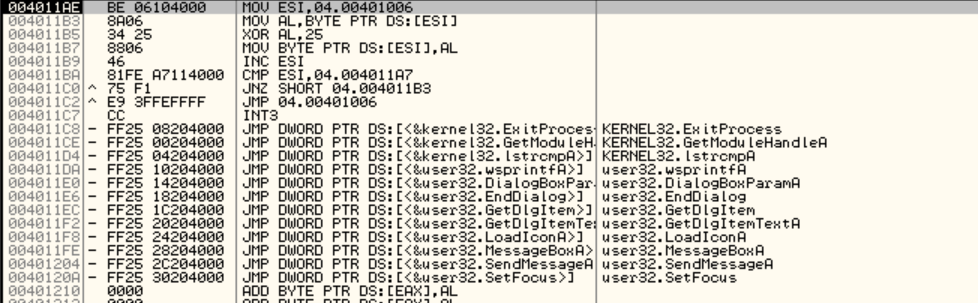 004011AE BE 06104000 MOV ESI,04.00401006
004011B3 8A06 MOV AL,BYTE PTR DS:[ESI]
004011B5 34 25 XOR AL,25
004011B7 8806 MOV BYTE PTR DS:[ESI],AL
004011B9 46 INC ESI
004011BA 81FE A7114000 CMP ESI,04.004011A7
004011C0 ^ 75 F1 JNZ SHORT 04.004011B3
004011C2 ^ E9 3FFEFFFF JMP 04.00401006
004011C7 CC INT3
004011C8 - FF25 08204000 JMP DWORD PTR DS:[<&kernel32.ExitProces KERNEL32.ExitProcess
004011CE - FF25 00204000 JMP DWORD PTR DS:[<&kernel32.GetModuleH KERNEL32.GetModuleHandleA
004011D4 - FF25 04204000 JMP DWORD PTR DS:[<&kernel32.lstrcmpA>] KERNEL32.lstrcmpA
004011DA - FF25 10204000 JMP DWORD PTR DS:[<&user32.wsprintfA>] user32.wsprintfA
004011E0 - FF25 14204000 JMP DWORD PTR DS:[<&user32.DialogBoxPar user32.DialogBoxParamA
004011E6 - FF25 18204000 JMP DWORD PTR DS:[<&user32.EndDialog>] user32.EndDialog
004011EC - FF25 1C204000 JMP DWORD PTR DS:[<&user32.GetDlgItem>] user32.GetDlgItem
004011F2 - FF25 20204000 JMP DWORD PTR DS:[<&user32.GetDlgItemTe user32.GetDlgItemTextA
004011F8 - FF25 24204000 JMP DWORD PTR DS:[<&user32.LoadIconA>] user32.LoadIconA
004011FE - FF25 28204000 JMP DWORD PTR DS:[<&user32.MessageBoxA> user32.MessageBoxA
00401204 - FF25 2C204000 JMP DWORD PTR DS:[<&user32.SendMessageA user32.SendMessageA
0040120A - FF25 30204000 JMP DWORD PTR DS:[<&user32.SetFocus>] user32.SetFocus
00401210 0000 ADD BYTE PTR DS:[EAX],AL